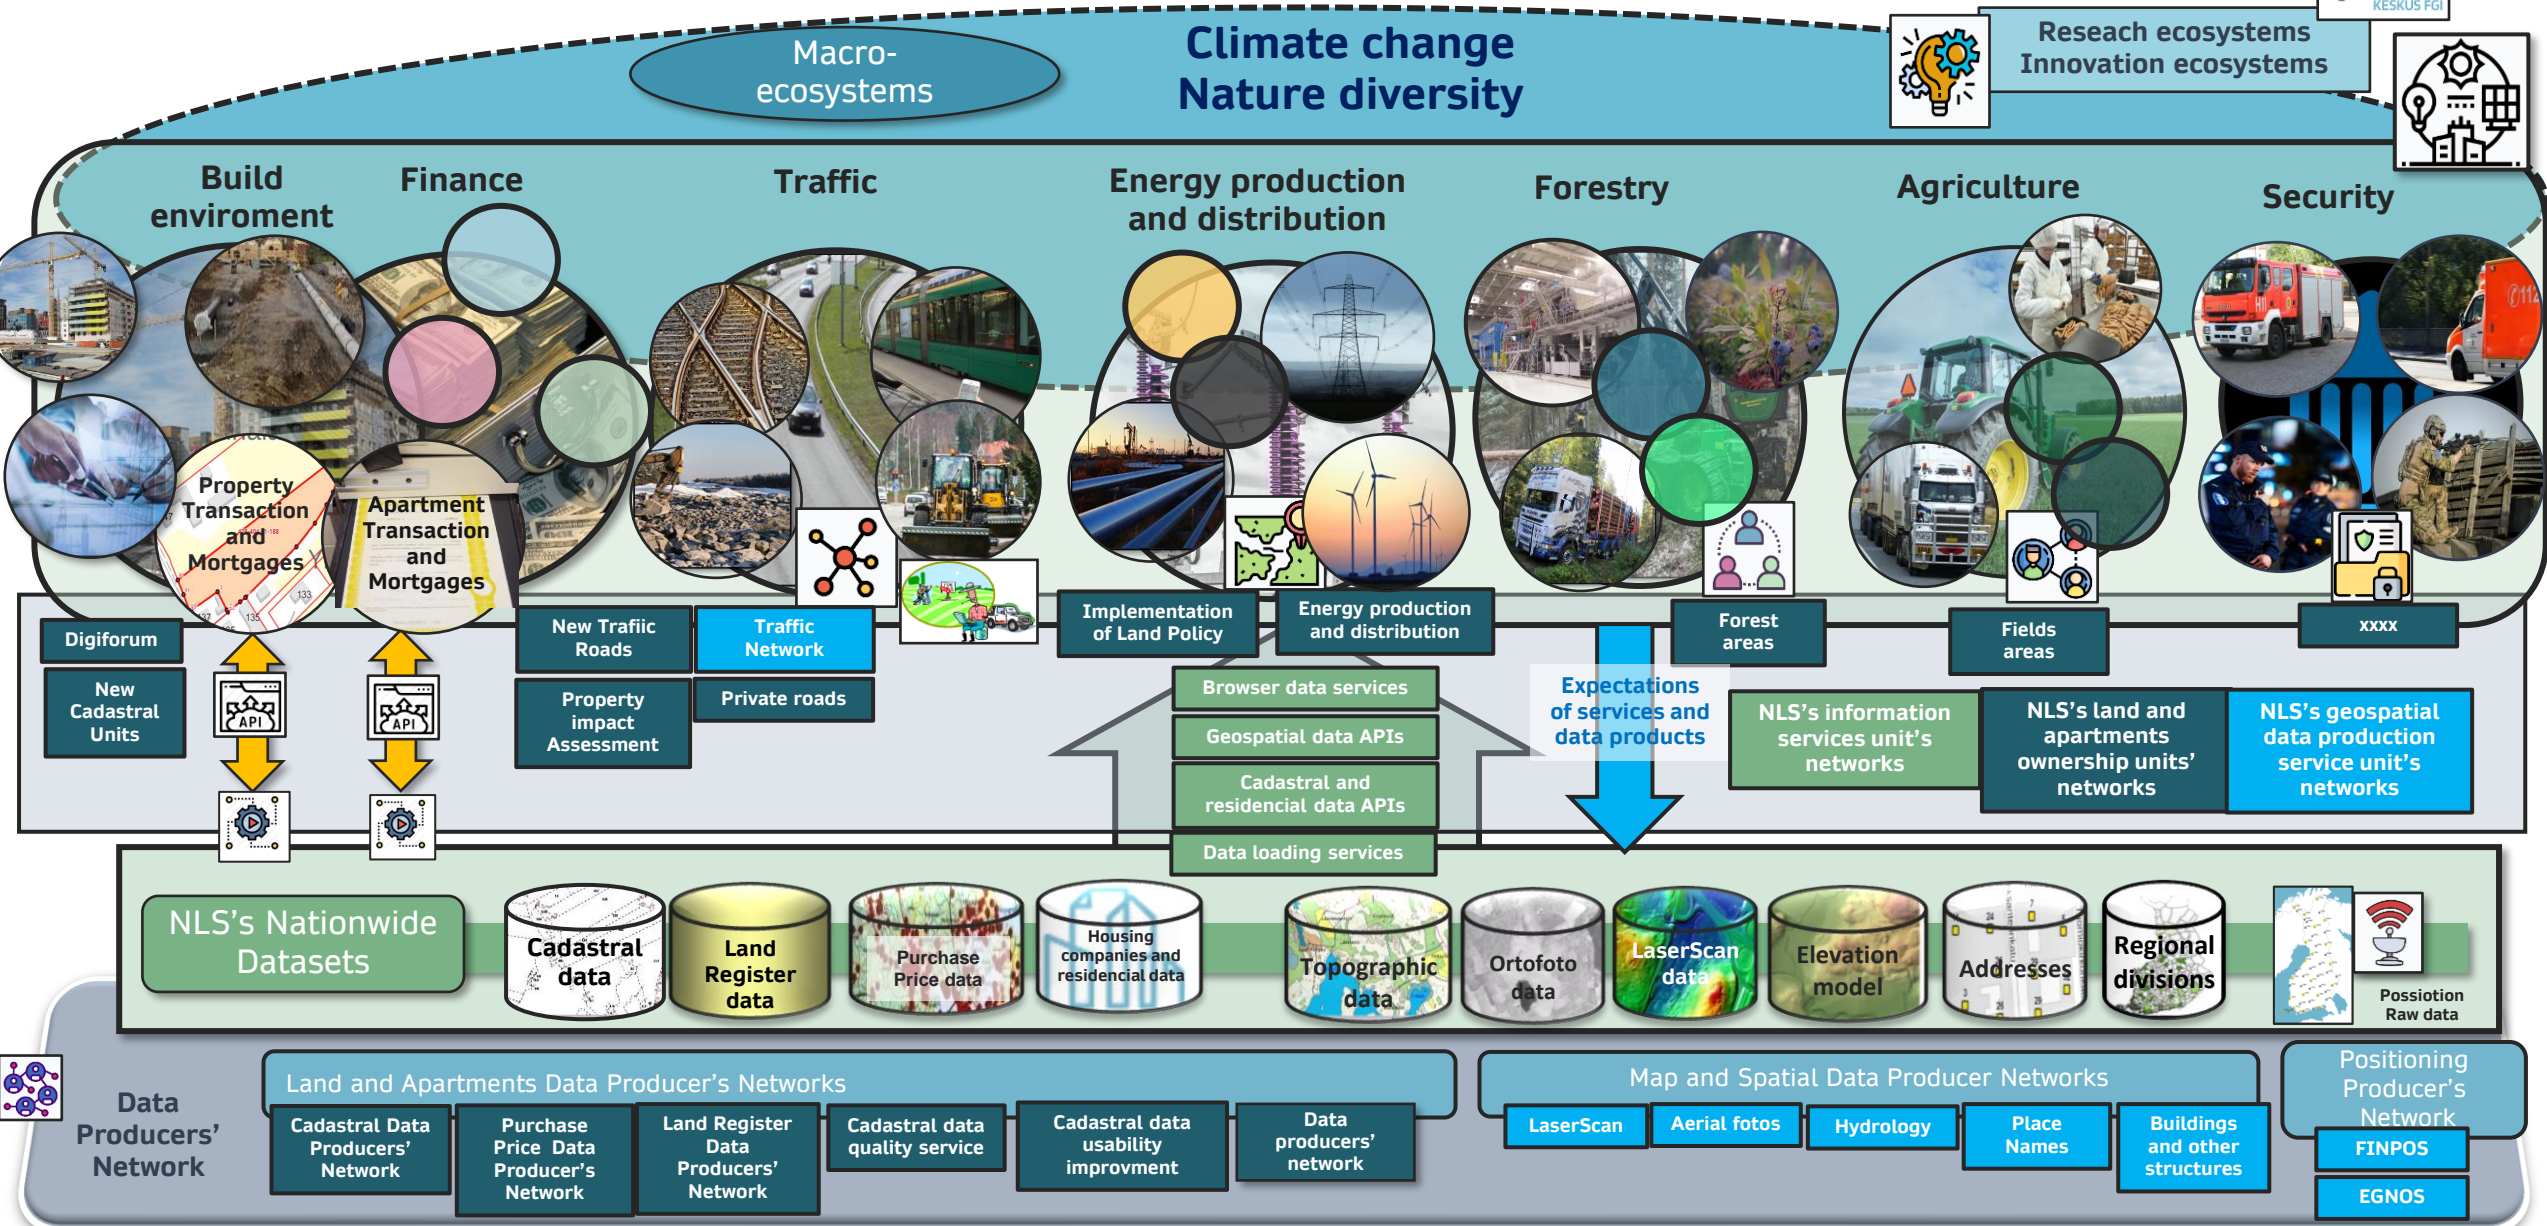 KESKUS FGI
Macro-
ecosystems
Climate change
Nature diversity
Reseach ecosystems
Innovation ecosystems
Build
enviroment
Finance
Traffic
Energy production
and distribution
Forestry
Agriculture
Security
H11
112
Property
Transaction
and
Mortgages
133
135
137
Apartment
Transaction
and
Mortgages
Digiforum
New
Cadastral
Units
API
API
New Trafiic
Roads
Traffic
Network
Property
impact
Assessment
Private roads
Implementation
of Land Policy
Energy production
and distribution
Forest
areas
Fields
areas
xxxx
Browser data services
Geospatial data APIs
Cadastral and
residencial data APIs
Data loading services
Expectations
of services and
data products
NLS's information
services unit's
networks
NLS's land and
apartments
ownership units'
networks
NLS's geospatial
data production
service unit's
networks
NLS's Nationwide
Datasets
Cadastral
data
Land
Register
data
Purchase
Price data
Housing
companies and
residencial data
Topographic
data
Ortofoto
data
LaserScan
data
Elevation
model
Addresses
Regional
divisions
Possiotion
Raw data
Data
Producers'
Network
Land and Apartments Data Producer's Networks
Cadastral Data
Producers'
Network
Purchase
Price Data
Producer's
Network
Land Register
Data
Producers'
Network
Cadastral data
quality service
Cadastral data
usability
improvment
Data
producers'
network
Map and Spatial Data Producer Networks
LaserScan
Aerial fotos
Hydrology
Place
Names
Buildings
and other
structures
Positioning
Producer's
Network
FINPOS
EGNOS